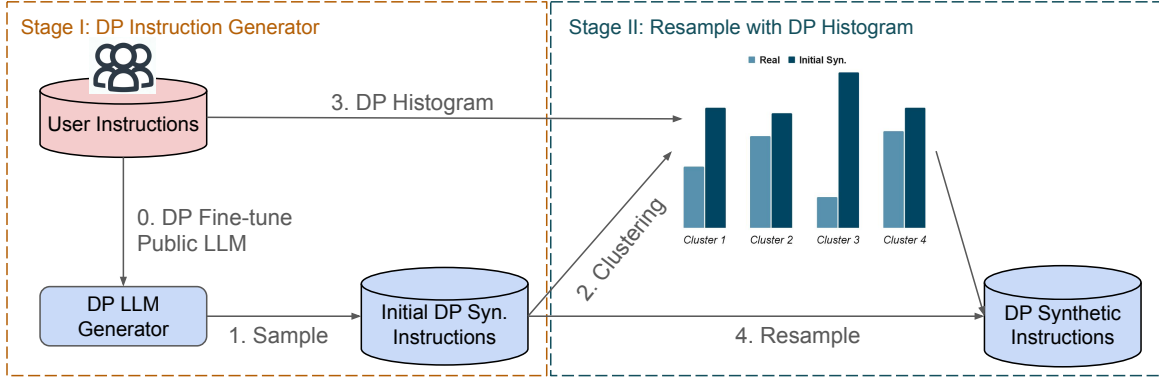 Stage I: DP Instruction Generator
User Instructions
0. DP Fine-tune
Public LLM
DP LLM
Generator
1. Sample
Initial DP Syn.
Instructions
Stage II: Resample with DP Histogram
3. DP Histogram
2. Clustering
Real
Initial Syn.
Cluster 1
Cluster 2
Cluster 3
Cluster 4
4. Resample
DP Synthetic
Instructions